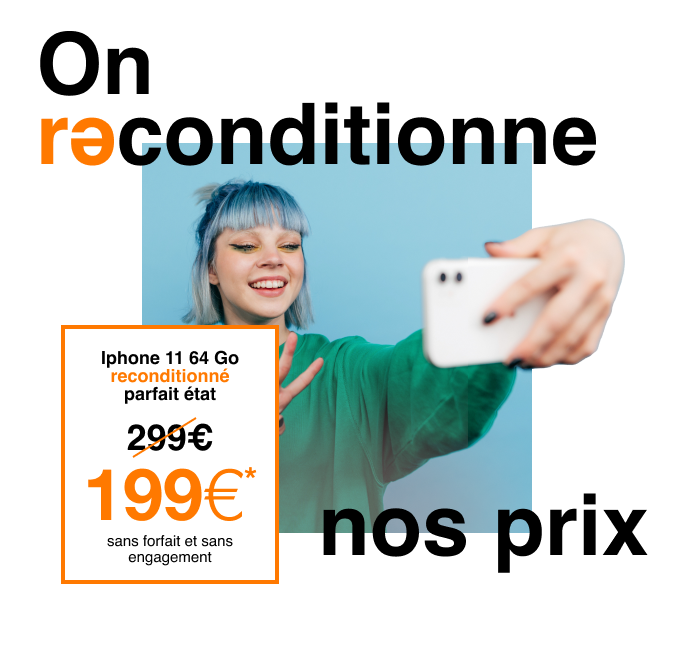 On
rəconditionne
nos prix
Iphone 11 64 Go
reconditionné
parfait état
299€
199€*
sans forfait et sans
engagement